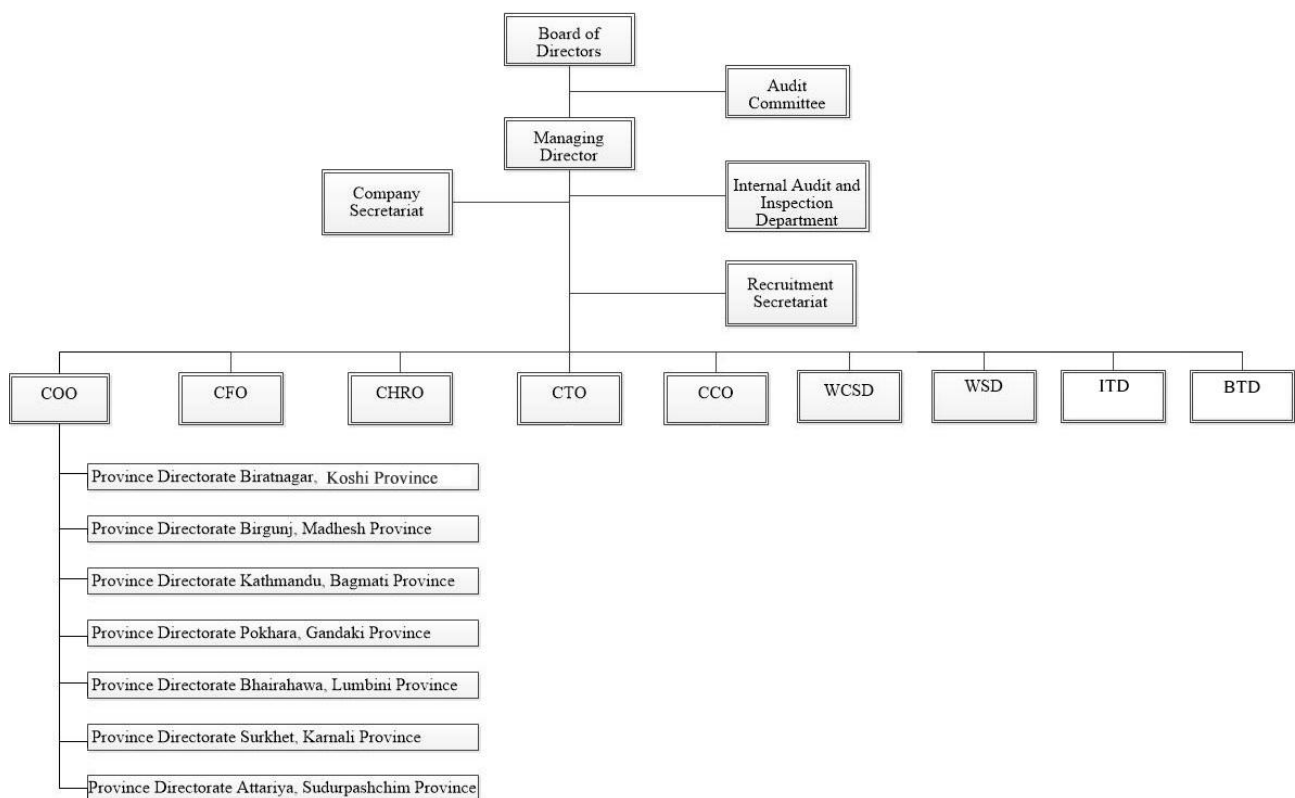 Board of
Directors
Audit
Committee
Managing
Director
Company
Secretariat
Internal Audit and
Inspection
Department
Recruitment
Secretariat
COO
CFO
CHRO
CTO
CCO
WCSD
WSD
ITD
BTD
Province Directorate Biratnagar, Koshi Province
Province Directorate Birgunj, Madhesh Province
Province Directorate Kathmandu, Bagmati Province
Province Directorate Pokhara, Gandaki Province
Province Directorate Bhairahawa, Lumbini Province
Province Directorate Surkhet, Karnali Province
Province Directorate Attariya, Sudurpashchim Province